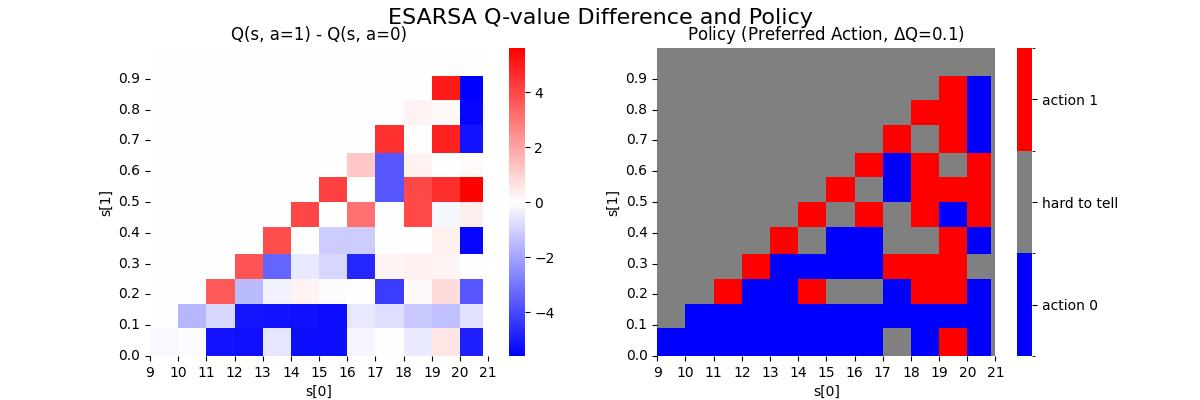 ESARSA Q-value Difference and Policy
Q(s, a=1) - Q(s, a=0)
s[1]
0.9
0.8
0.7
0.6
0.5
0.4
0.3
0.2
0.1
0.0
9 10 11 12 13 14 15 16 17 18 19 20 21
s[0]
4
2
0
−2
−4
Policy (Preferred Action, ΔQ=0.1)
s[1]
0.9
0.8
0.7
0.6
0.5
0.4
0.3
0.2
0.1
0.0
9 10 11 12 13 14 15 16 17 18 19 20 21
s[0]
action 1
hard to tell
action 0